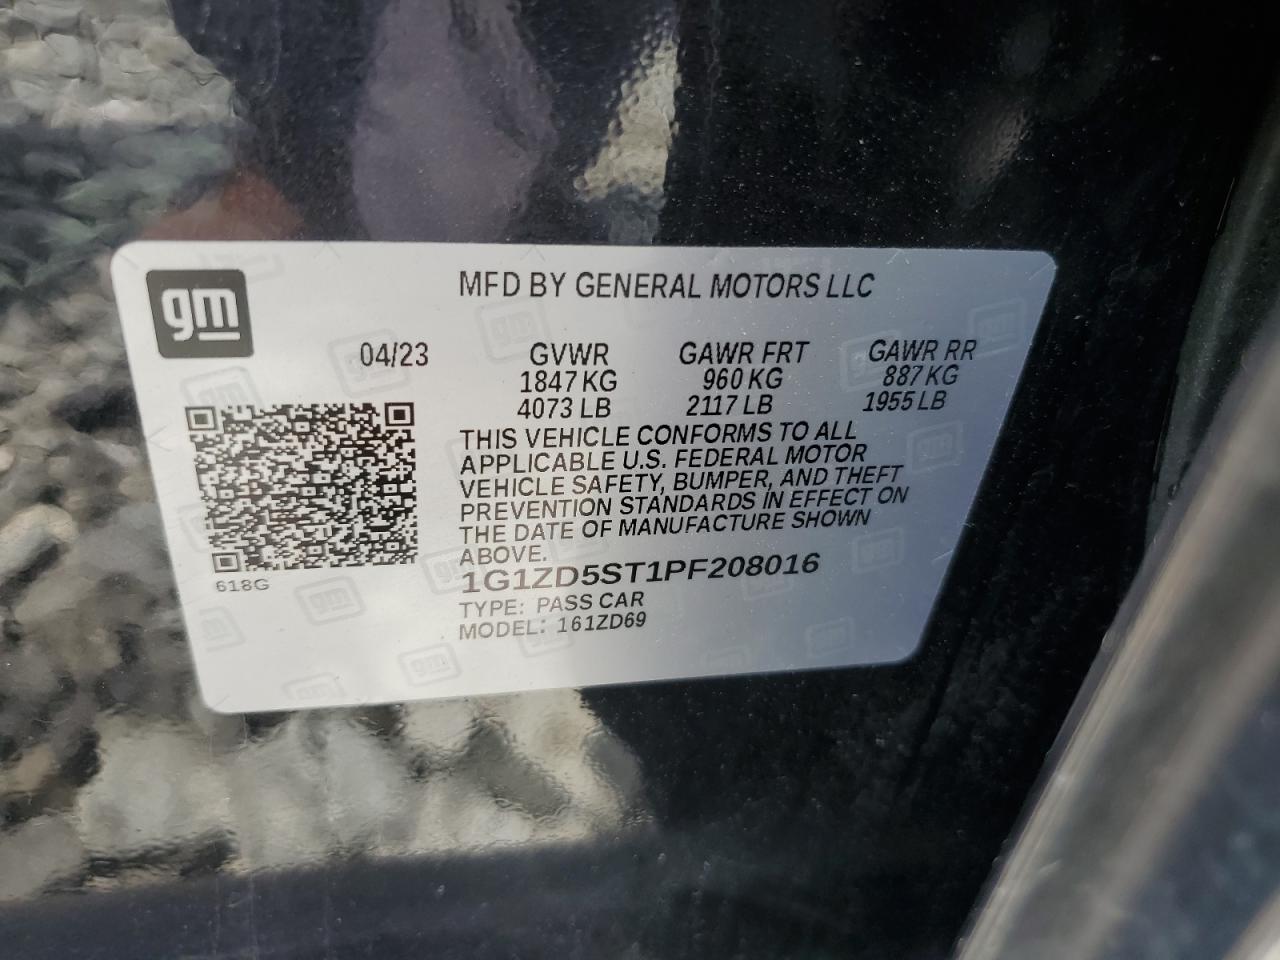 gm
MFD BY GENERAL MOTORS LLC
04/23 GVWR GAWR FRT GAWR RR
1847 KG 960 KG 887 KG
4073 LB 2117 LB 1955 LB
THIS VEHICLE CONFORMS TO ALL
APPLICABLE U.S. FEDERAL MOTOR
VEHICLE SAFETY, BUMPER, AND THEFT
PREVENTION STANDARDS IN EFFECT ON
THE DATE OF MANUFACTURE SHOWN
ABOVE.
618G
1G1ZD5ST1PF208016
TYPE: PASS CAR
MODEL: 161ZD69